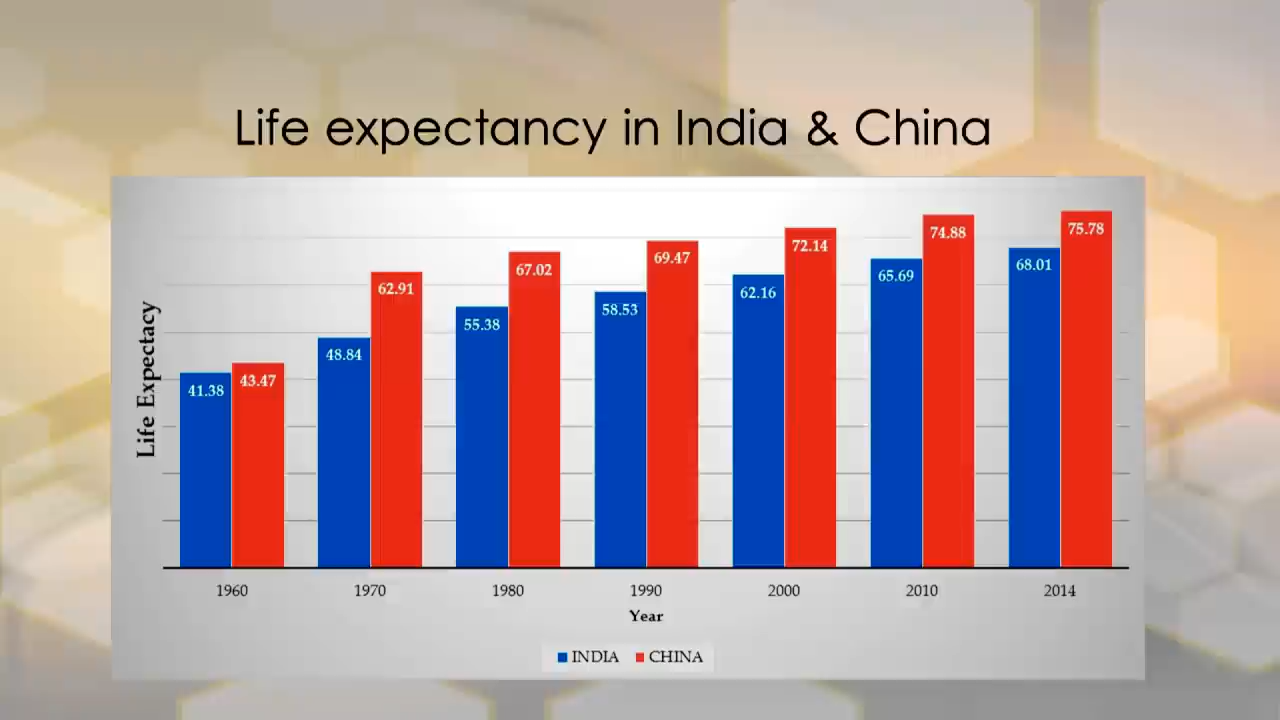 Life expectancy in India & China
Life Expectacy
41.38 43.47 48.84 62.91 55.38 67.02 58.53 69.47 62.16 72.14 65.69 74.88 68.01 75.78
1960 1970 1980 1990 2000 2010 2014
Year
INDIA CHINA